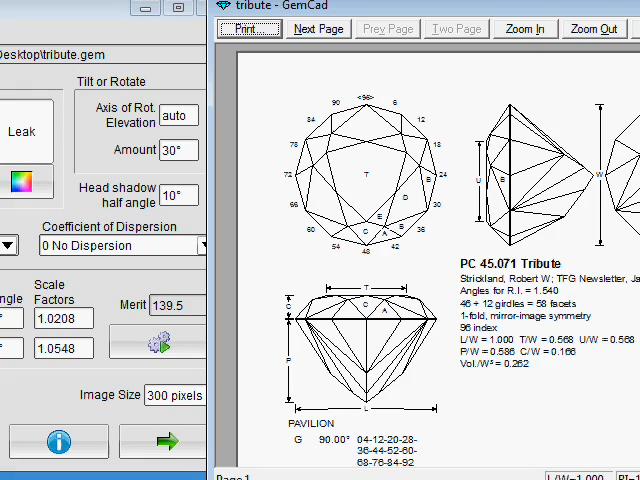 tribute - GemCad
Print... Next Page Prev Page Two Page Zoom In Zoom Out
Desktop\tribute.gem
Leak
Tilt or Rotate
Axis of Rot. Elevation auto
Amount 30°
Head shadow half angle 10°
Coefficient of Dispersion
0 No Dispersion
Scale Factors
1.0208
1.0548
Merit 139.5
Image Size 300 pixels
<96>
90 6
84 12
18
78
72 T B 24
D
66 30
E
60 C A B 36
54 48 42
U B W
T
C C A
P
L
PC 45.071 Tribute
Strickland, Robert W; TFG Newsletter, Ja
Angles for R.I. = 1.540
46 + 12 girdles = 58 facets
1-fold, mirror-image symmetry
96 index
L/W = 1.000 T/W = 0.568 U/W = 0.568
P/W = 0.586 C/W = 0.166
Vol./W³ = 0.262
PAVILION
G 90.00° 04-12-20-28-
36-44-52-60-
68-76-84-92
Page 1
L/W=1.000